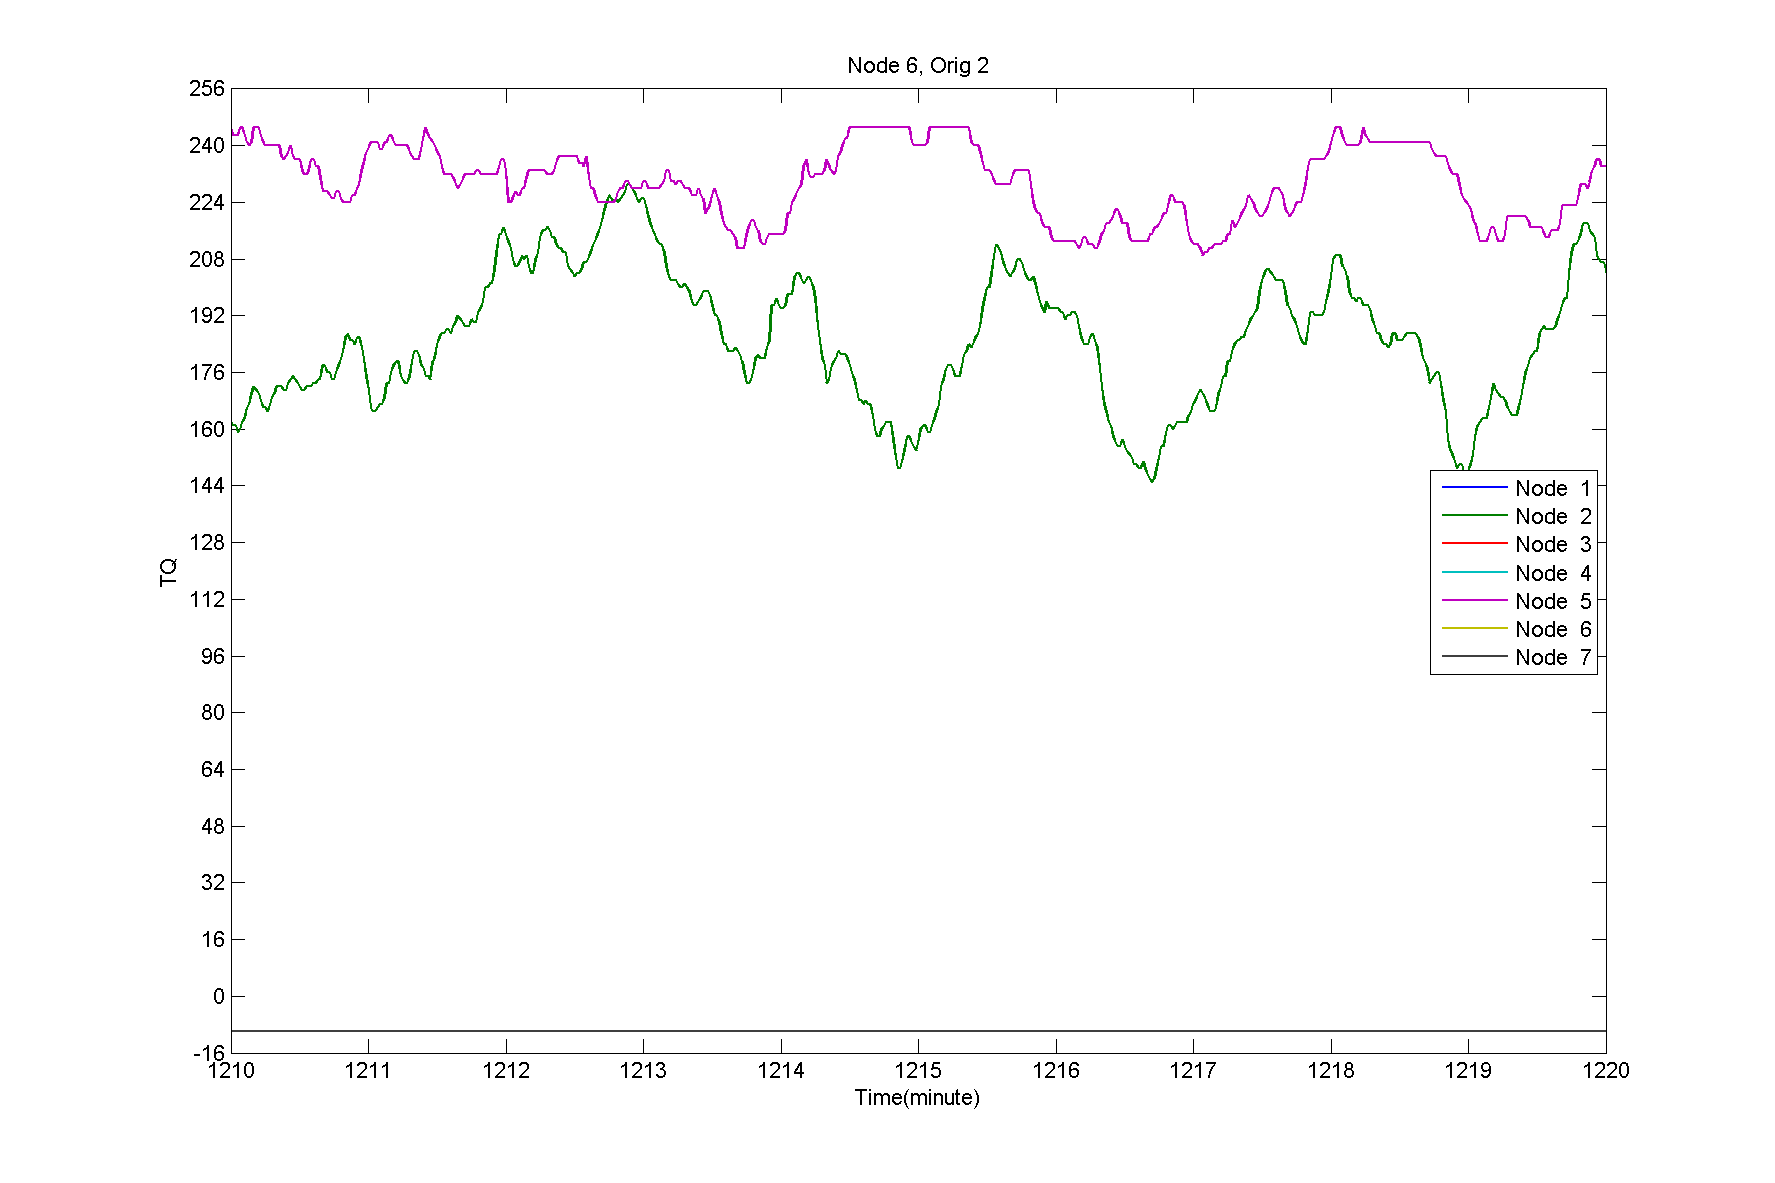 Node 6, Orig 2
256
240
224
208
192
176
160
144
128
112
96
80
64
48
32
16
0
-16
TQ
Node 1
Node 2
Node 3
Node 4
Node 5
Node 6
Node 7
1210 1211 1212 1213 1214 1215 1216 1217 1218 1219 1220
Time(minute)